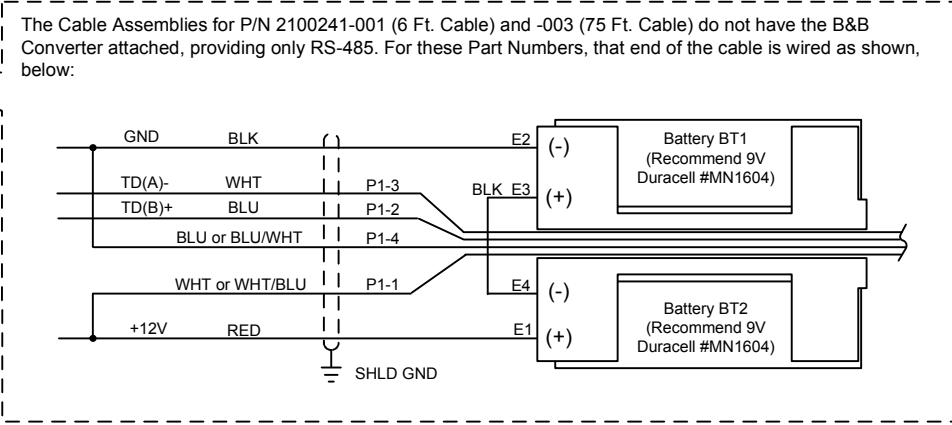 The Cable Assemblies for P/N 2100241-001 (6 Ft. Cable) and -003 (75 Ft. Cable) do not have the B&B
Converter attached, providing only RS-485. For these Part Numbers, that end of the cable is wired as shown,
below:
GND BLK E2 (-)
Battery BT1
(Recommend 9V
Duracell #MN1604)
TD(A)- WHT P1-3
BLK E3 (+)
TD(B)+ BLU P1-2
BLU or BLU/WHT P1-4
WHT or WHT/BLU P1-1
E4 (-)
Battery BT2
(Recommend 9V
Duracell #MN1604)
+12V RED E1 (+)
SHLD GND